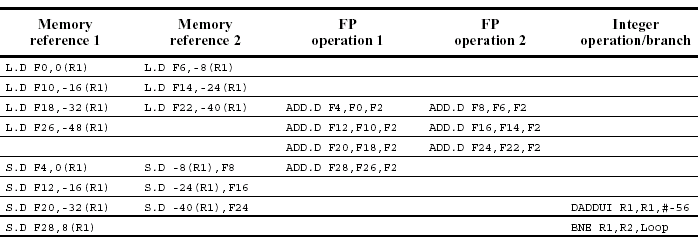 Memory reference 1 Memory reference 2 FP operation 1 FP operation 2 Integer operation/branch
L.D F0,0(R1) L.D F6,-8(R1)
L.D F10,-16(R1) L.D F14,-24(R1)
L.D F18,-32(R1) L.D F22,-40(R1) ADD.D F4,F0,F2 ADD.D F8,F6,F2
L.D F26,-48(R1) ADD.D F12,F10,F2 ADD.D F16,F14,F2
ADD.D F20,F18,F2 ADD.D F24,F22,F2
S.D F4,0(R1) S.D -8(R1),F8 ADD.D F28,F26,F2
S.D F12,-16(R1) S.D -24(R1),F16
S.D F20,-32(R1) S.D -40(R1),F24 DADDUI R1,R1,#-56
S.D F28,8(R1) BNE R1,R2,Loop